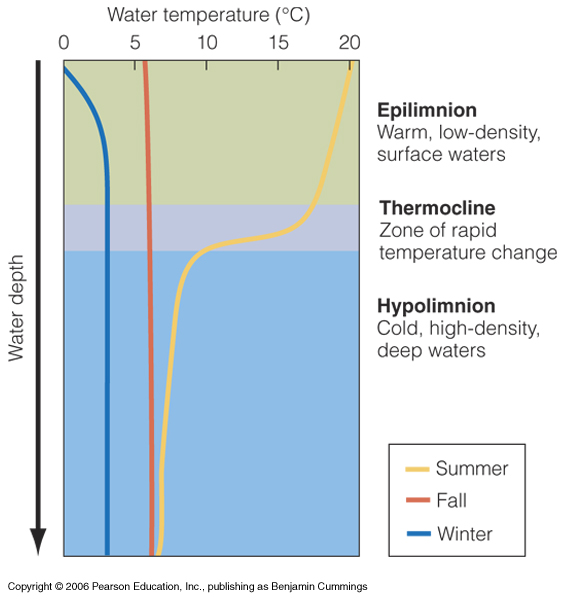 Water temperature (°C)
0 5 10 15 20
Epilimnion
Warm, low-density,
surface waters
Thermocline
Zone of rapid
temperature change
Hypolimnion
Cold, high-density,
deep waters
Water depth
Summer
Fall
Winter
Copyright © 2006 Pearson Education, Inc., publishing as Benjamin Cummings